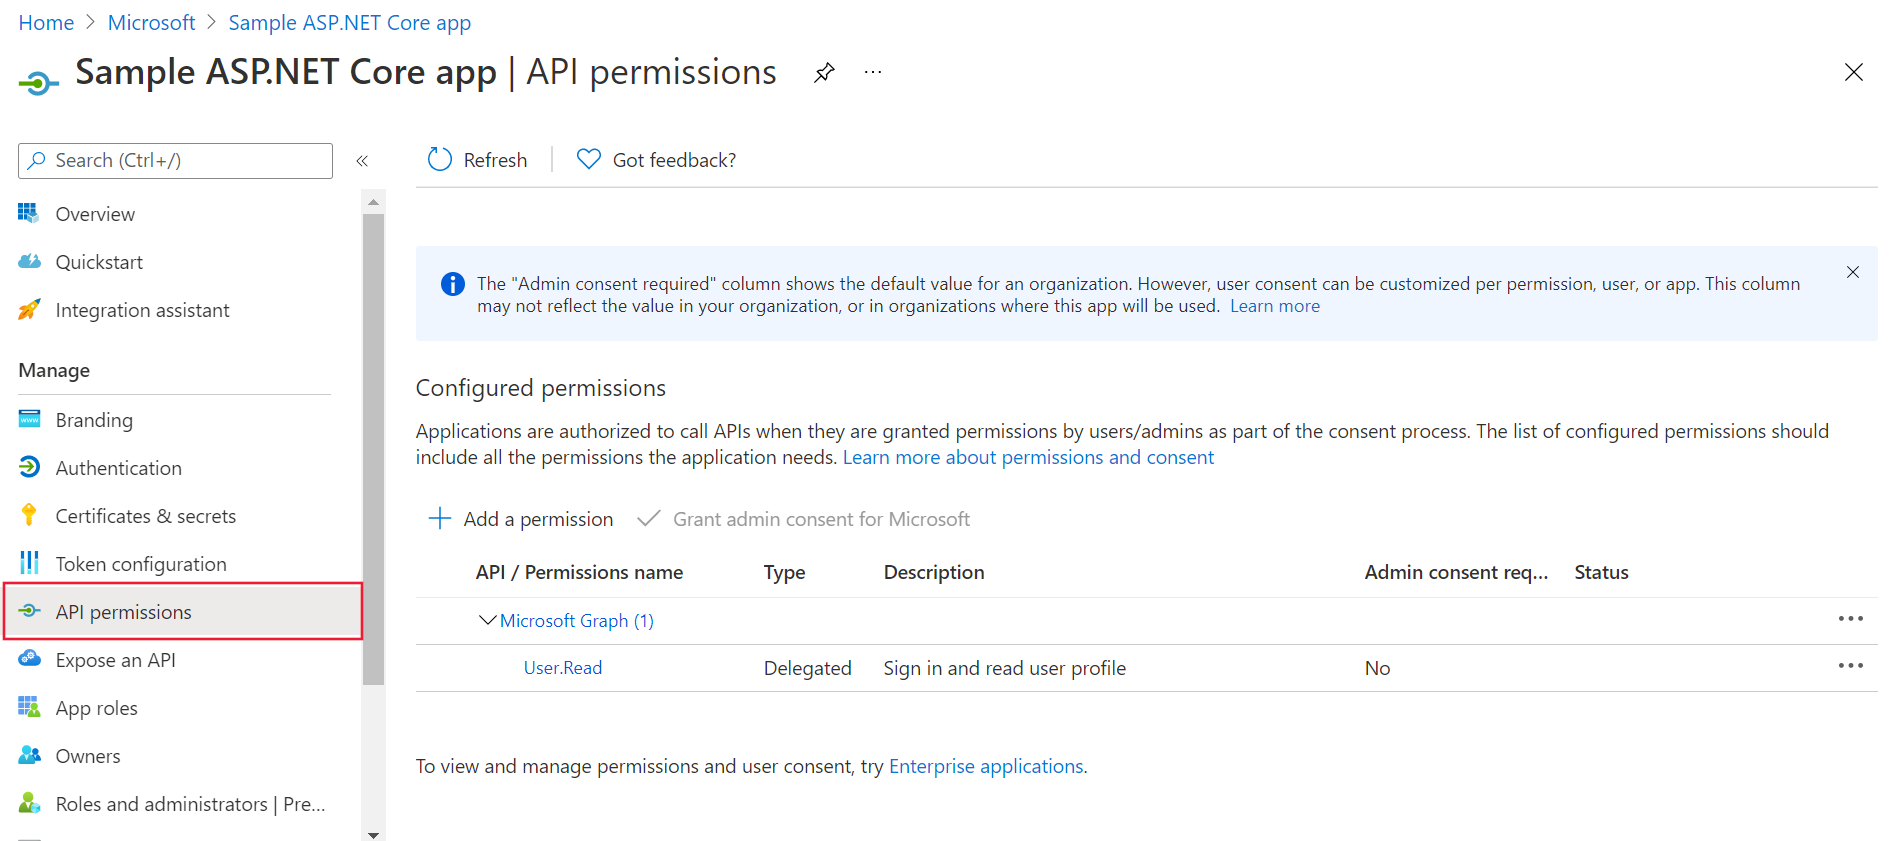 Home > Microsoft > Sample ASP.NET Core app
Sample ASP.NET Core app | API permissions
Search (Ctrl+/)
Refresh
Got feedback?
Overview
Quickstart
Integration assistant
Manage
Branding
Authentication
Certificates & secrets
Token configuration
API permissions
Expose an API
App roles
Owners
Roles and administrators | Pre...
The "Admin consent required" column shows the default value for an organization. However, user consent can be customized per permission, user, or app. This column
may not reflect the value in your organization, or in organizations where this app will be used. Learn more
Configured permissions
Applications are authorized to call APIs when they are granted permissions by users/admins as part of the consent process. The list of configured permissions should
include all the permissions the application needs. Learn more about permissions and consent
Add a permission
Grant admin consent for Microsoft
API / Permissions name Type Description Admin consent req... Status
Microsoft Graph (1)
User.Read Delegated Sign in and read user profile No
To view and manage permissions and user consent, try Enterprise applications.